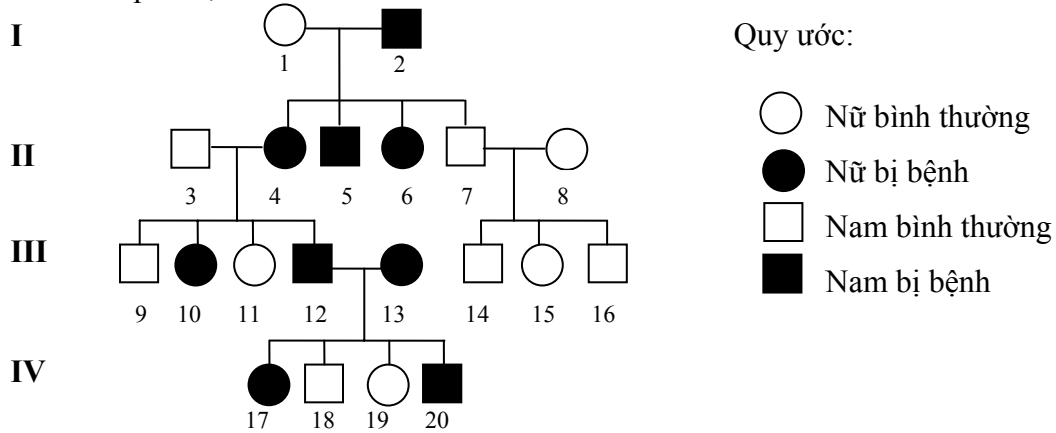 I
1 2
Quy ước:
Nữ bình thường
II
3 4 5 6 7 8
Nữ bị bệnh
Nam bình thường
III
9 10 11 12 13 14 15 16
Nam bị bệnh
IV
17 18 19 20